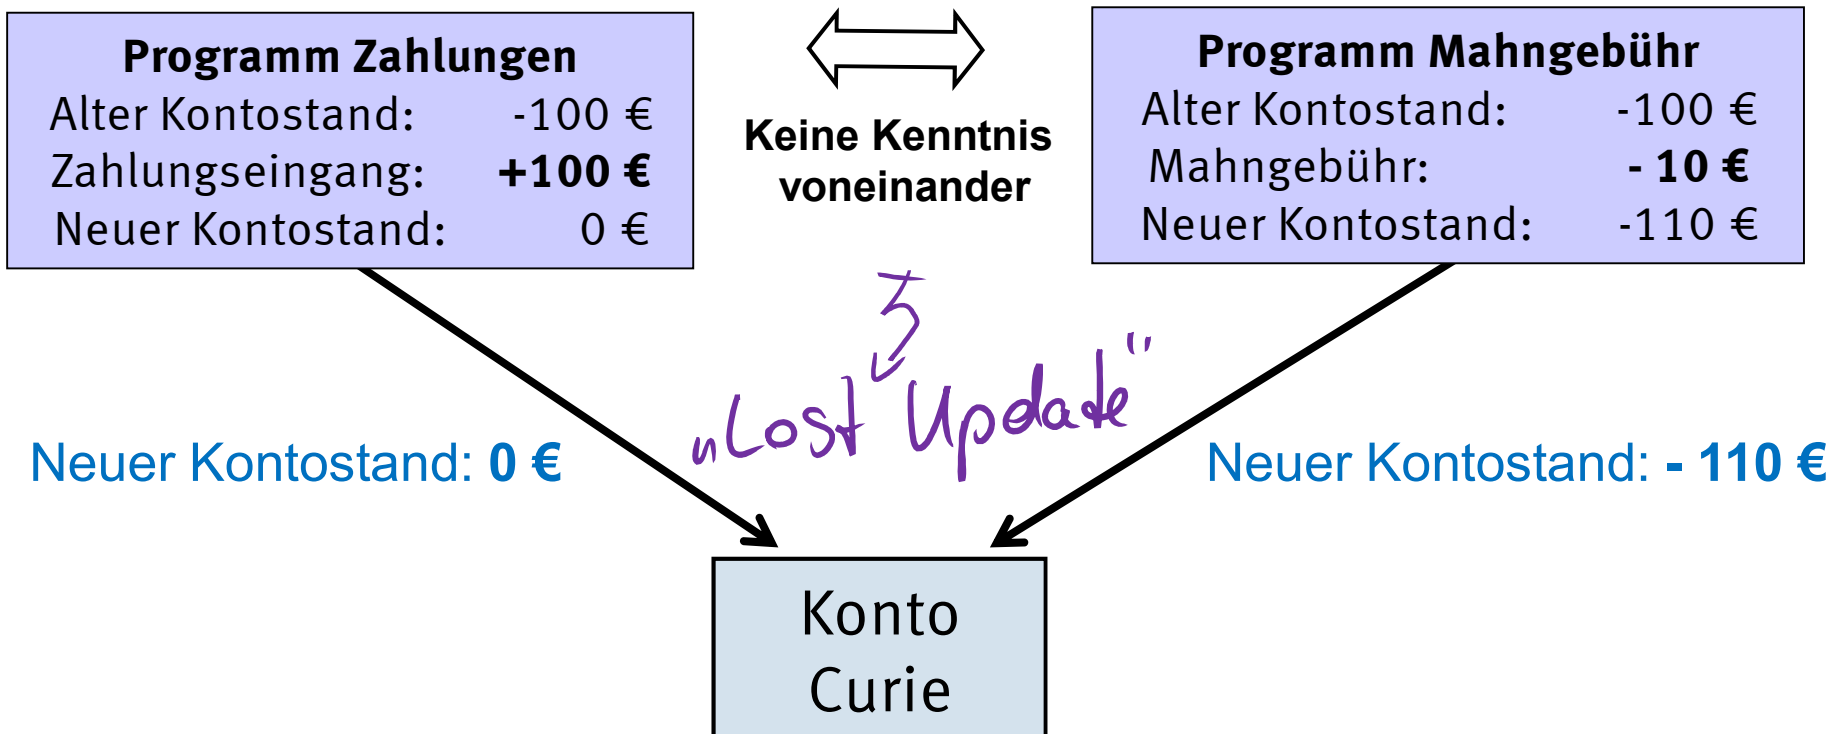 Programm Zahlungen
Alter Kontostand: -100 €
Zahlungseingang: +100 €
Neuer Kontostand: 0 €
Keine Kenntnis
voneinander
Programm Mahngebühr
Alter Kontostand: -100 €
Mahngebühr: - 10 €
Neuer Kontostand: -110 €
„Lost Update“
Neuer Kontostand: 0 €
Neuer Kontostand: - 110 €
Konto
Curie